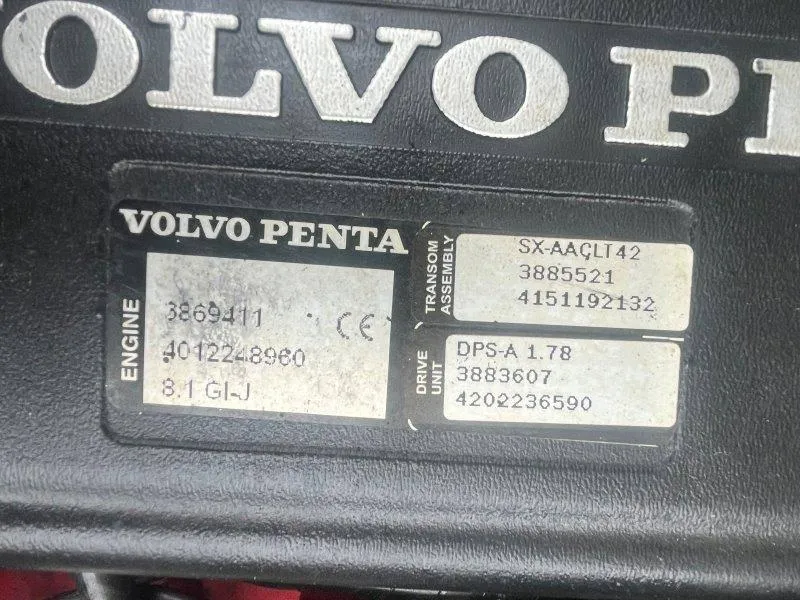 VOLVO PE
VOLVO PENTA
ENGINE
3869411
CE
4012248960
8.1 GI-J
TRANSOM
ASSEMBLY
SX-AACLT42
3885521
4151192132
DRIVE
UNIT
DPS-A 1.78
3883607
4202236590